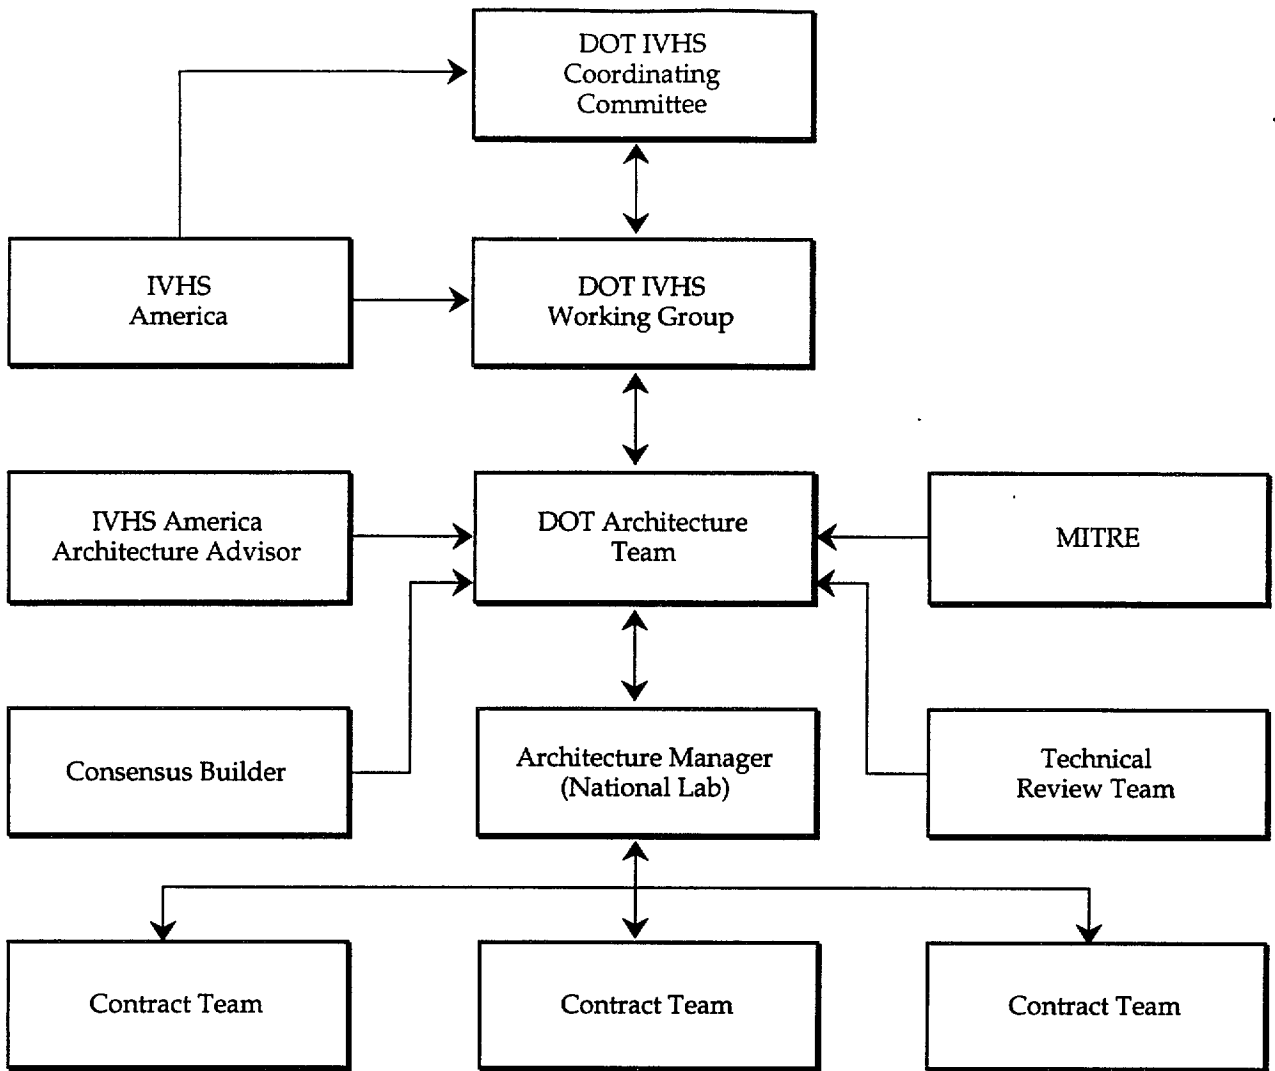 DOT IVHS
Coordinating
Committee
IVHS
America
DOT IVHS
Working Group
IVHS America
Architecture Advisor
DOT Architecture
Team
MITRE
Consensus Builder
Architecture Manager
(National Lab)
Technical
Review Team
Contract Team
Contract Team
Contract Team